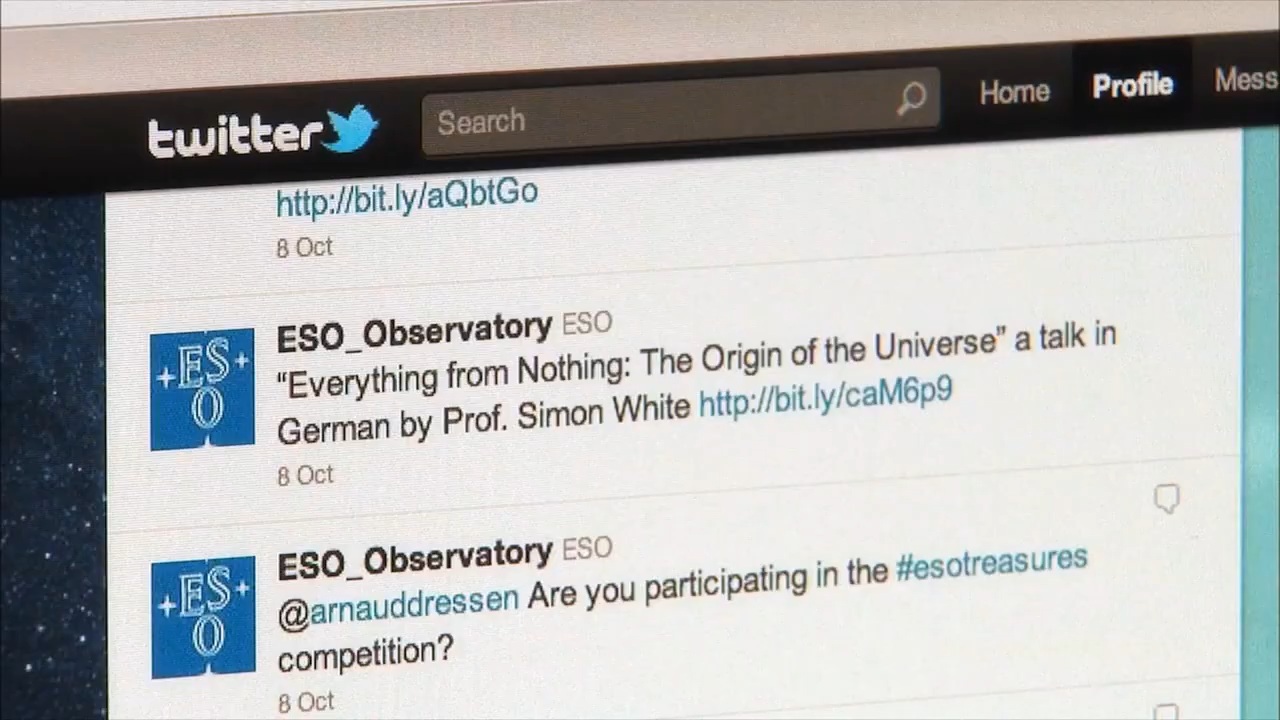 twitter Search Home Profile Mess
http://bit.ly/aQbtGo
8 Oct
ESO_Observatory ESO
"Everything from Nothing: The Origin of the Universe" a talk in
German by Prof. Simon White http://bit.ly/caM6p9
8 Oct
ESO_Observatory ESO
@arnauddressen Are you participating in the #esotreasures
competition?
8 Oct
ES
O
ES
O